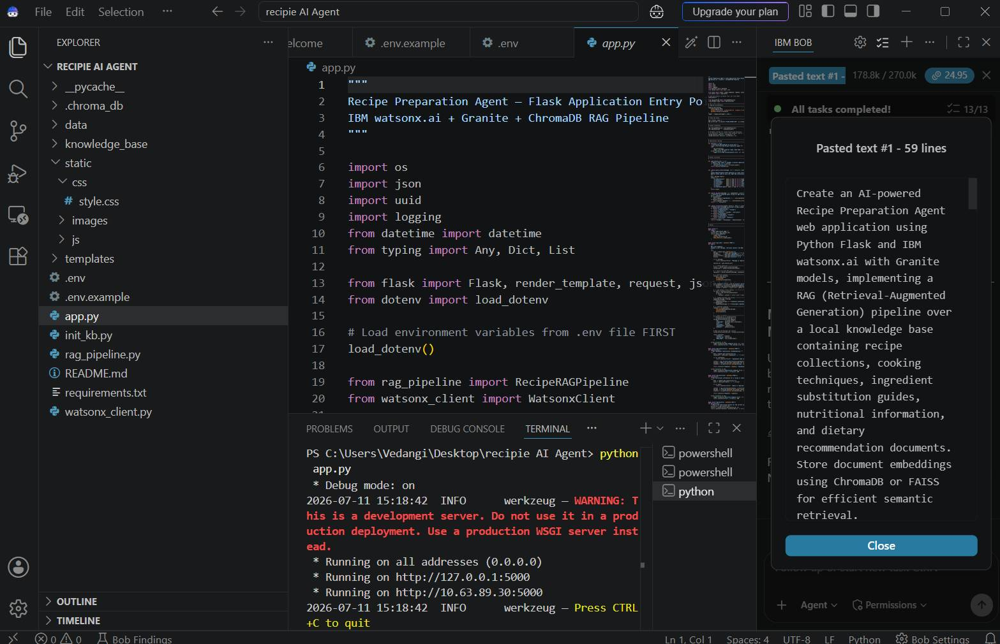 File Edit Selection ··· recipie AI Agent Upgrade your plan
EXPLORER ···
RECIPIE AI AGENT
__pycache__
.chroma_db
data
knowledge_base
static
css
# style.css
images
js
templates
.env
.env.example
app.py
init_kb.py
rag_pipeline.py
README.md
requirements.txt
watsonx_client.py
OUTLINE
TIMELINE
elcome .env.example .env app.py
app.py
1 """
2 Recipe Preparation Agent — Flask Application Entry Po
3 IBM watsonx.ai + Granite + ChromaDB RAG Pipeline
4 """
5
6 import os
7 import json
8 import uuid
9 import logging
10 from datetime import datetime
11 from typing import Any, Dict, List
12
13 from flask import Flask, render_template, request, js
14 from dotenv import load_dotenv
15
16 # Load environment variables from .env file FIRST
17 load_dotenv()
18
19 from rag_pipeline import RecipeRAGPipeline
20 from watsonx_client import WatsonxClient
PROBLEMS OUTPUT DEBUG CONSOLE TERMINAL ···
PS C:\Users\Vedangi\Desktop\recipie AI Agent> python
app.py
* Debug mode: on
2026-07-11 15:18:42 INFO werkzeug — WARNING: T
his is a development server. Do not use it in a prod
uction deployment. Use a production WSGI server inst
ead.
* Running on all addresses (0.0.0.0)
* Running on http://127.0.0.1:5000
* Running on http://10.63.89.30:5000
2026-07-11 15:18:42 INFO werkzeug — Press CTRL
+C to quit
powershell
powershell
python
IBM BOB
Pasted text #1 - 178.8k / 270.0k 24.95
All tasks completed! 13/13
Pasted text #1 - 59 lines
Create an AI-powered
Recipe Preparation Agent
web application using
Python Flask and IBM
watsonx.ai with Granite
models, implementing a
RAG (Retrieval-Augmented
Generation) pipeline over
a local knowledge base
containing recipe
collections, cooking
techniques, ingredient
substitution guides,
nutritional information,
and dietary
recommendation documents.
Store document embeddings
using ChromaDB or FAISS
for efficient semantic
retrieval.
Close
Agent Permissions
0 0 Bob Findings Ln 1, Col 1 Spaces: 4 UTF-8 LF Python Bob Settings